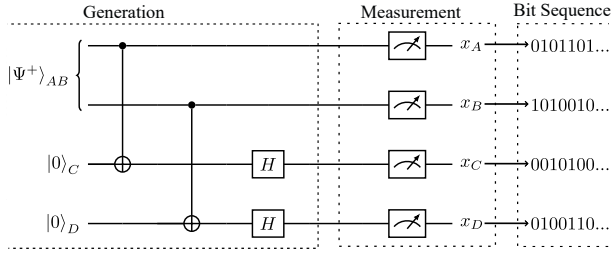 Generation Measurement Bit Sequence
x_A 0101101...
|Ψ⁺⟩_AB
x_B 1010010...
|0⟩_C H x_C 0010100...
|0⟩_D H x_D 0100110...